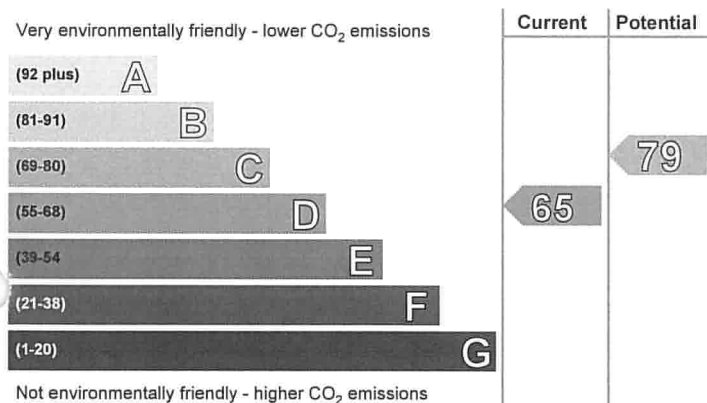 Current Potential
Very environmentally friendly - lower CO2 emissions
(92 plus) A
(81-91) B
(69-80) C
79
(55-68) D
65
(39-54 E
(21-38) F
(1-20) G
Not environmentally friendly - higher CO2 emissions